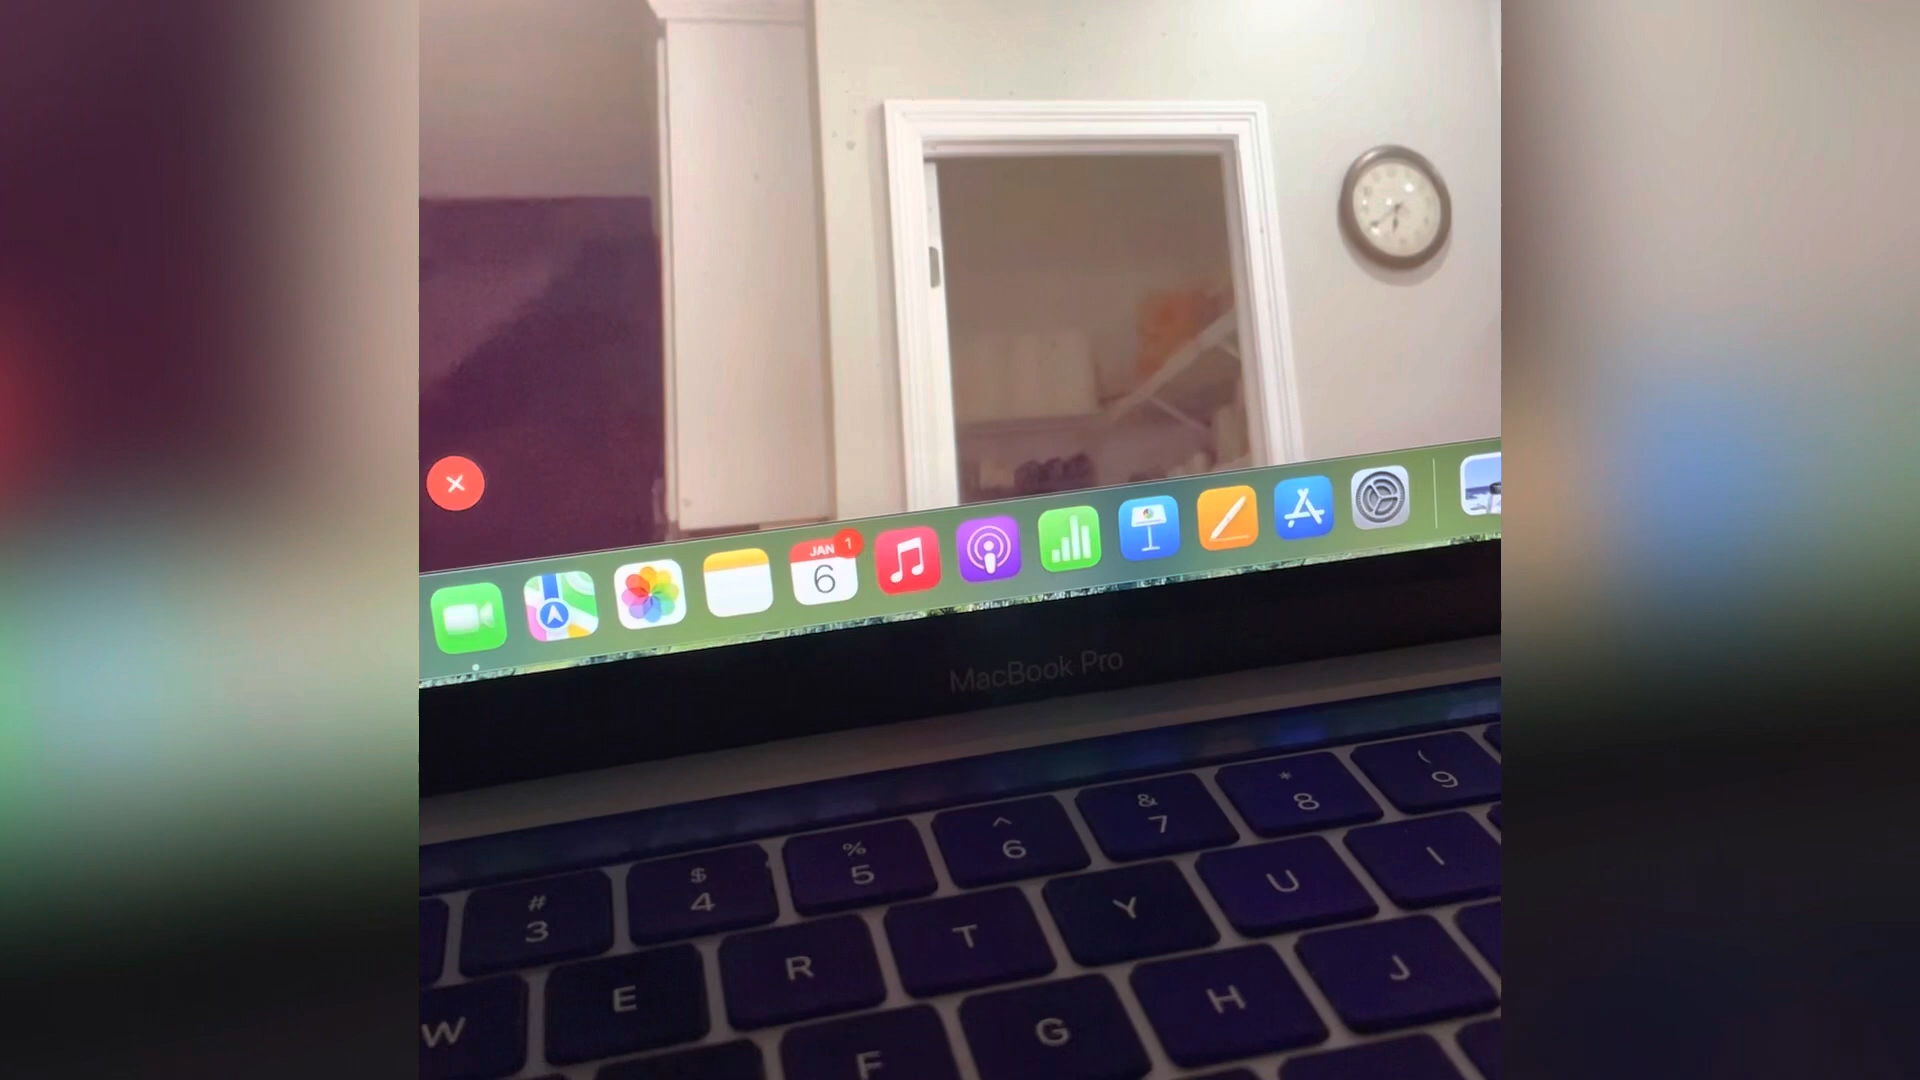 JAN 1
6
MacBook Pro
# $ % ^ & * (
3 4 5 6 7 8 9
W E R T Y U I
F G H J